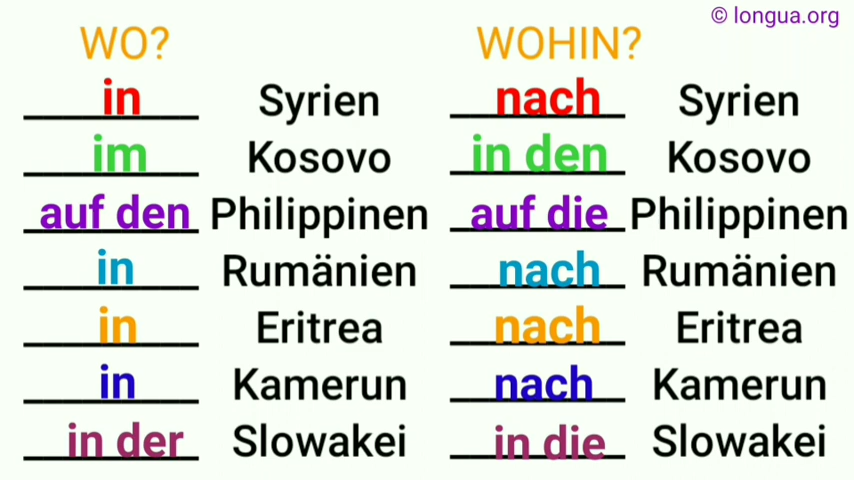 © longua.org
WO? WOHIN?
in Syrien nach Syrien
im Kosovo in den Kosovo
auf den Philippinen auf die Philippinen
in Rumänien nach Rumänien
in Eritrea nach Eritrea
in Kamerun nach Kamerun
in der Slowakei in die Slowakei